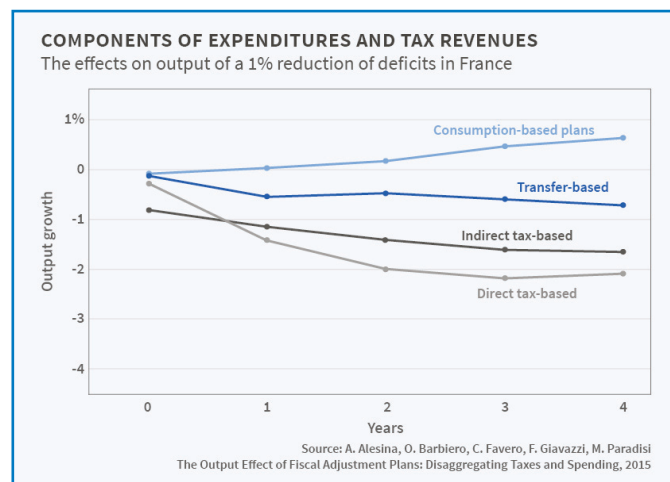 COMPONENTS OF EXPENDITURES AND TAX REVENUES
The effects on output of a 1% reduction of deficits in France
Output growth
1%
0
-1
-2
-3
-4
Consumption-based plans
Transfer-based
Indirect tax-based
Direct tax-based
0 1 2 3 4
Years
Source: A. Alesina, O. Barbiero, C. Favero, F. Giavazzi, M. Paradisi
The Output Effect of Fiscal Adjustment Plans: Disaggregating Taxes and Spending, 2015